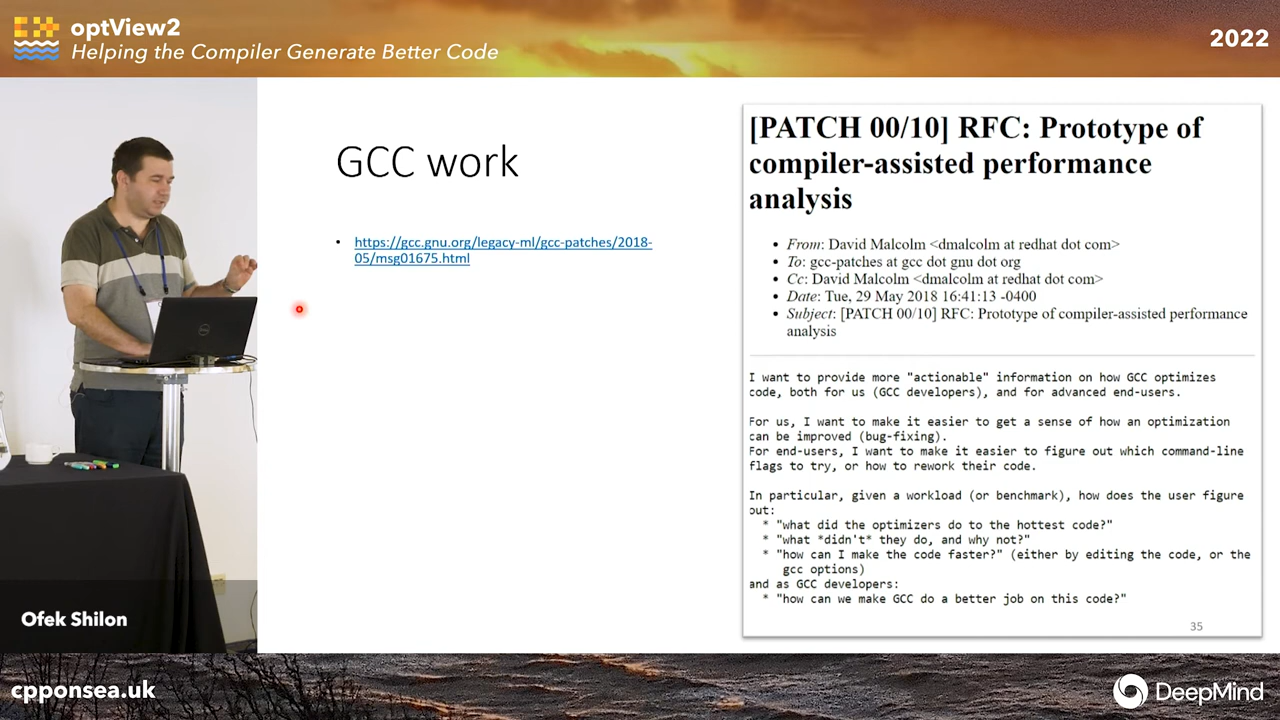 optView2
Helping the Compiler Generate Better Code
2022
GCC work
• https://gcc.gnu.org/legacy-ml/gcc-patches/2018-
05/msg01675.html
[PATCH 00/10] RFC: Prototype of
compiler-assisted performance
analysis
• From: David Malcolm <dmalcolm at redhat dot com>
• To: gcc-patches at gcc dot gnu dot org
• Cc: David Malcolm <dmalcolm at redhat dot com>
• Date: Tue, 29 May 2018 16:41:13 -0400
• Subject: [PATCH 00/10] RFC: Prototype of compiler-assisted performance
analysis
I want to provide more "actionable" information on how GCC optimizes
code, both for us (GCC developers), and for advanced end-users.
For us, I want to make it easier to get a sense of how an optimization
can be improved (bug-fixing).
For end-users, I want to make it easier to figure out which command-line
flags to try, or how to rework their code.
In particular, given a workload (or benchmark), how does the user figure
out:
* "what did the optimizers do to the hottest code?"
* "what *didn't* they do, and why not?"
* "how can I make the code faster?" (either by editing the code, or the
gcc options)
and as GCC developers:
* "how can we make GCC do a better job on this code?"
35
Ofek Shilon
cpponsea.uk
DeepMind